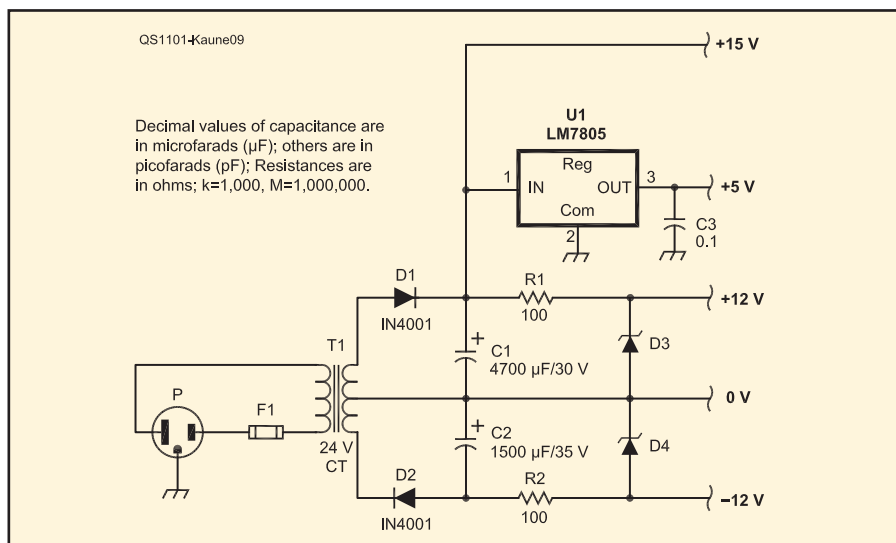 QS1101-Kaune09
+15 V
Decimal values of capacitance are
in microfarads (µF); others are in
picofarads (pF); Resistances are
in ohms; k=1,000, M=1,000,000.
U1
LM7805
Reg
1
IN
OUT
3
+5 V
Com
2
C3
0.1
D1
IN4001
R1
100
+12 V
T1
+
C1
4700 µF/30 V
D3
P
F1
0 V
24 V
CT
+
C2
1500 µF/35 V
D4
D2
IN4001
R2
100
–12 V